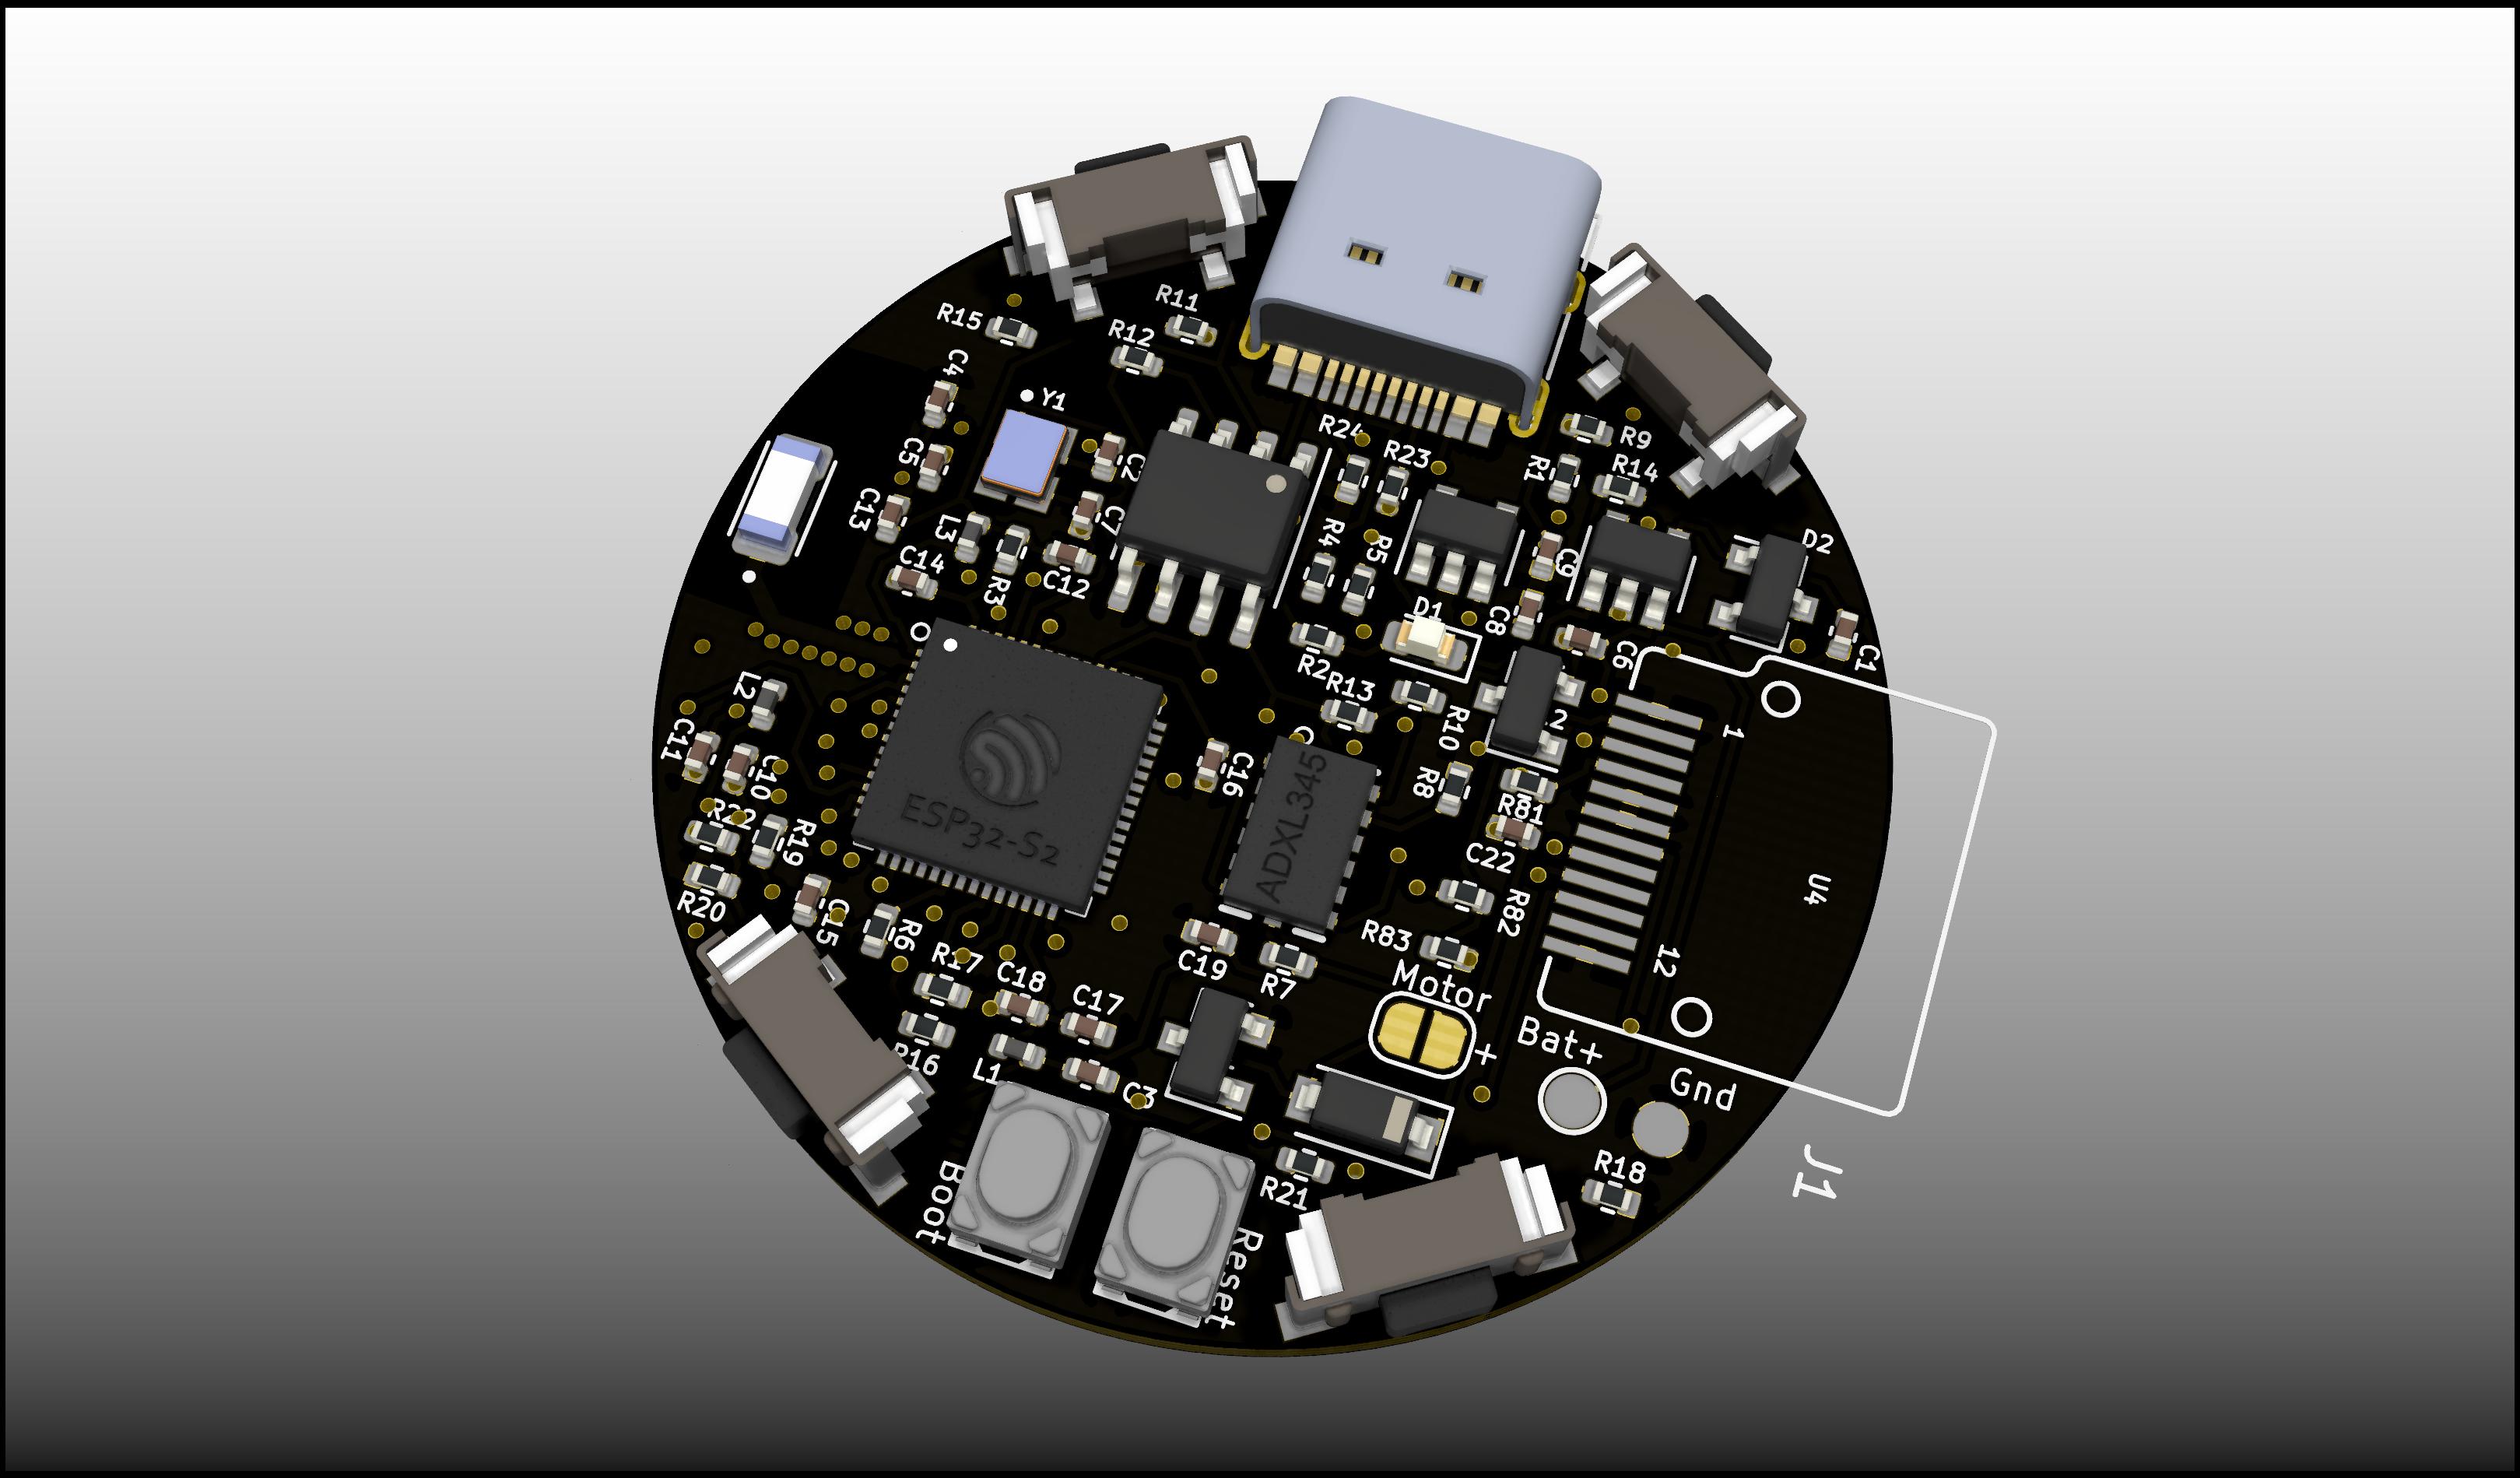 R11
R15
R12
C4
Y1
R24
R9
R23
C5
C2
R1
R14
C13
L3
C7
R4
R5
D2
C14
C9
R3
C12
D1
C8
R2
C6
C1
L2
R13
R10
2
1
C11
C10
C16
R8
ADXL345
R22
R19
ESP32-S2
R81
C22
U4
R20
C15
R6
R82
R83
R17
C18
C19
R7
12
Motor
C17
+
Bat+
R16
L1
C3
Gnd
R21
R18
J1
Boot
Reset